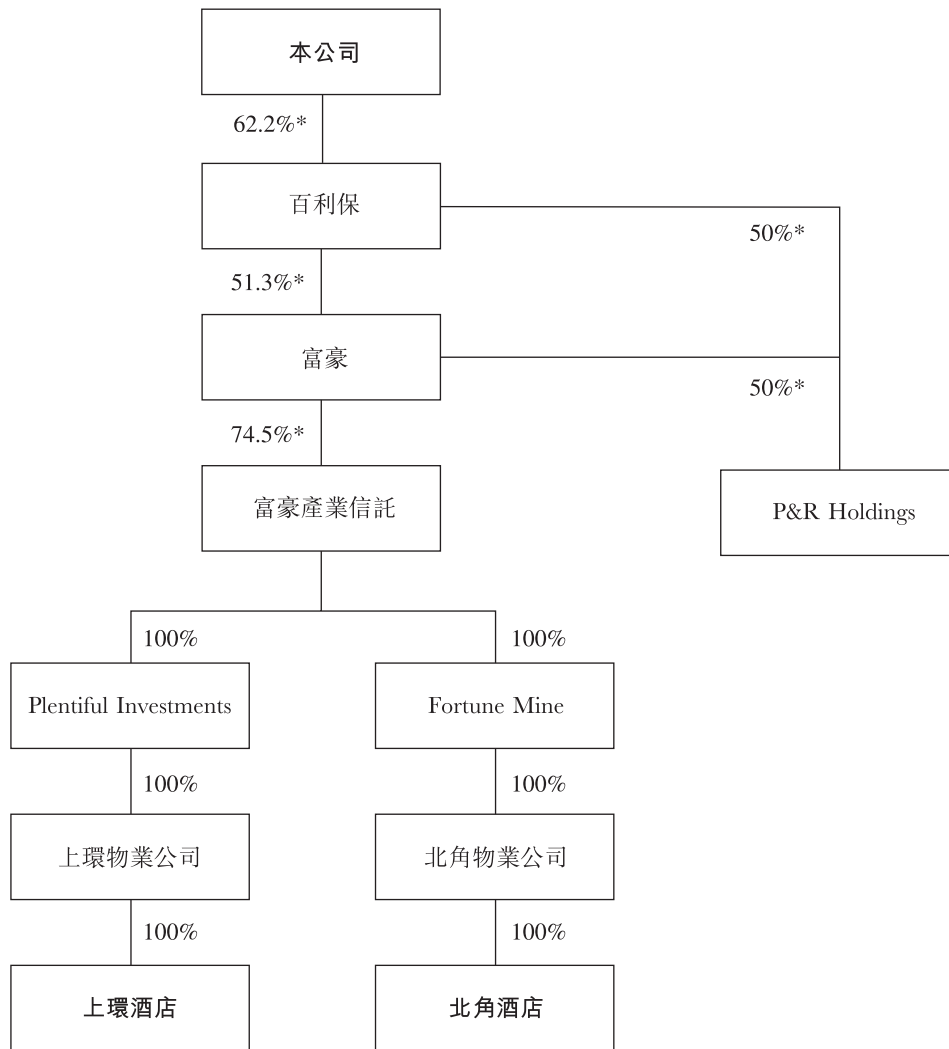 本公司
62.2%*
百利保
50%*
51.3%*
富豪
50%*
74.5%*
富豪產業信託
P&R Holdings
100%
100%
Plentiful Investments
Fortune Mine
100%
100%
上環物業公司
北角物業公司
100%
100%
上環酒店
北角酒店